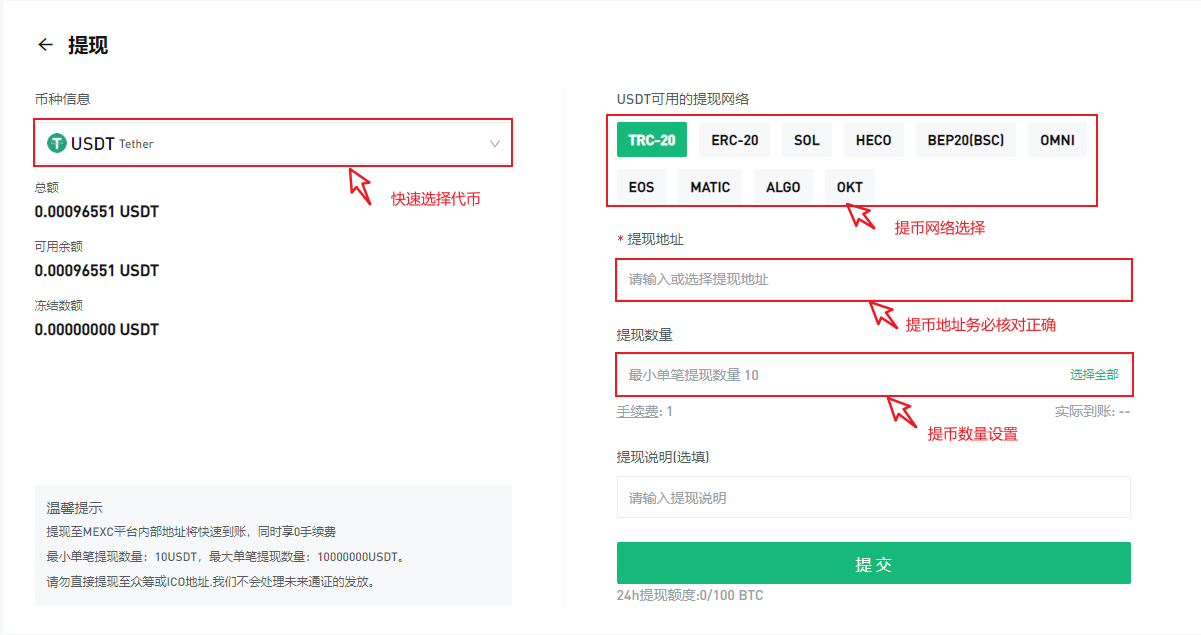 提现
币种信息
USDT Tether
快速选择代币
总额
0.00096551 USDT
可用余额
0.00096551 USDT
冻结数额
0.00000000 USDT
温馨提示
提现至MEXC平台内部地址将快速到账，同时享0手续费
最小单笔提现数量：10USDT，最大单笔提现数量：10000000USDT。
请勿直接提现至众筹或ICO地址.我们不会处理未来通证的发放。
USDT可用的提现网络
TRC-20 ERC-20 SOL HECO BEP20(BSC) OMNI
EOS MATIC ALGO OKT
提币网络选择
* 提现地址
请输入或选择提现地址
提币地址务必核对正确
提现数量
最小单笔提现数量 10 选择全部
手续费: 1 实际到账: --
提币数量设置
提现说明(选填)
请输入提现说明
提交
24h提现额度:0/100 BTC